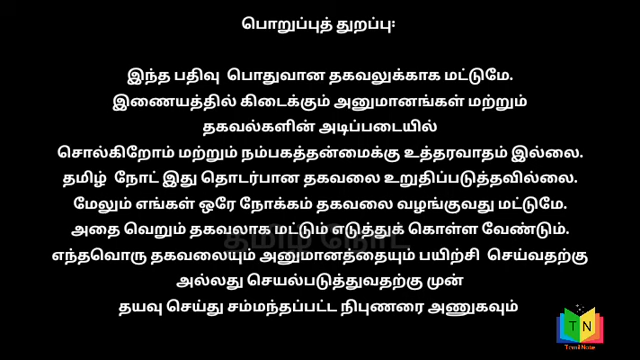 பொறுப்புத் துறப்பு:
இந்த பதிவு பொதுவான தகவலுக்காக மட்டுமே.
இணையத்தில் கிடைக்கும் அனுமானங்கள் மற்றும்
தகவல்களின் அடிப்படையில்
சொல்கிறோம் மற்றும் நம்பகத்தன்மைக்கு உத்தரவாதம் இல்லை.
தமிழ் நோட் இது தொடர்பான தகவலை உறுதிப்படுத்தவில்லை.
மேலும் எங்கள் ஒரே நோக்கம் தகவலை வழங்குவது மட்டுமே.
அதை வெறும் தகவலாக மட்டும் எடுத்துக் கொள்ள வேண்டும்.
தமிழ் நோட்
எந்தவொரு தகவலையும் அனுமானத்தையும் பயிற்சி செய்வதற்கு
அல்லது செயல்படுத்துவதற்கு முன்
தயவு செய்து சம்மந்தப்பட்ட நிபுணரை அணுகவும்
T N
Tamil Note